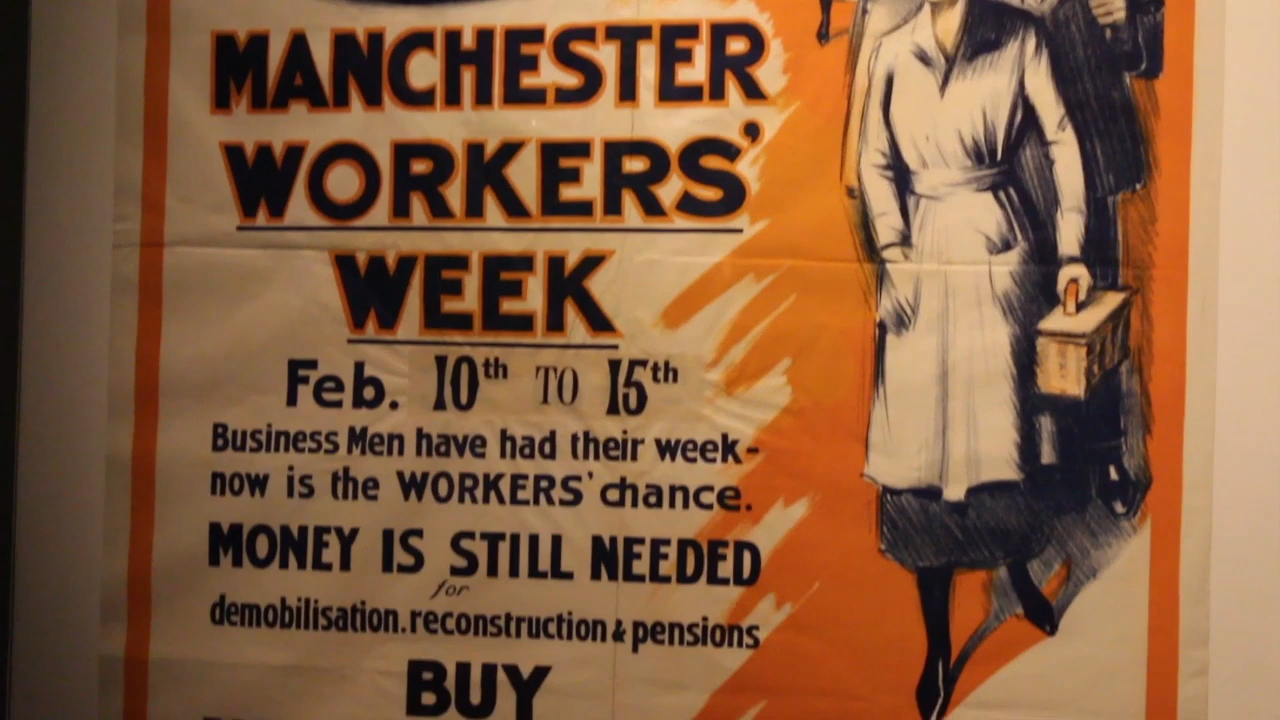 MANCHESTER
WORKERS'
WEEK
Feb. 10th TO 15th
Business Men have had their week-
now is the WORKERS' chance.
MONEY IS STILL NEEDED
for
demobilisation. reconstruction & pensions
BUY